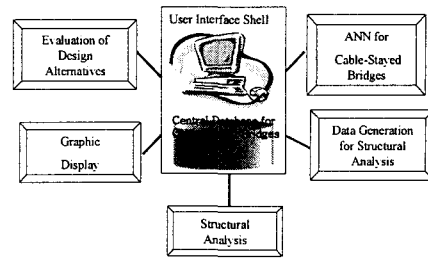 User Interface Shell
Evaluation of
Design
Alternatives
ANN for
Cable-Stayed
Bridges
Central Database for
Bridges
Graphic
Display
Data Generation
for Structural
Analysis
Structural
Analysis